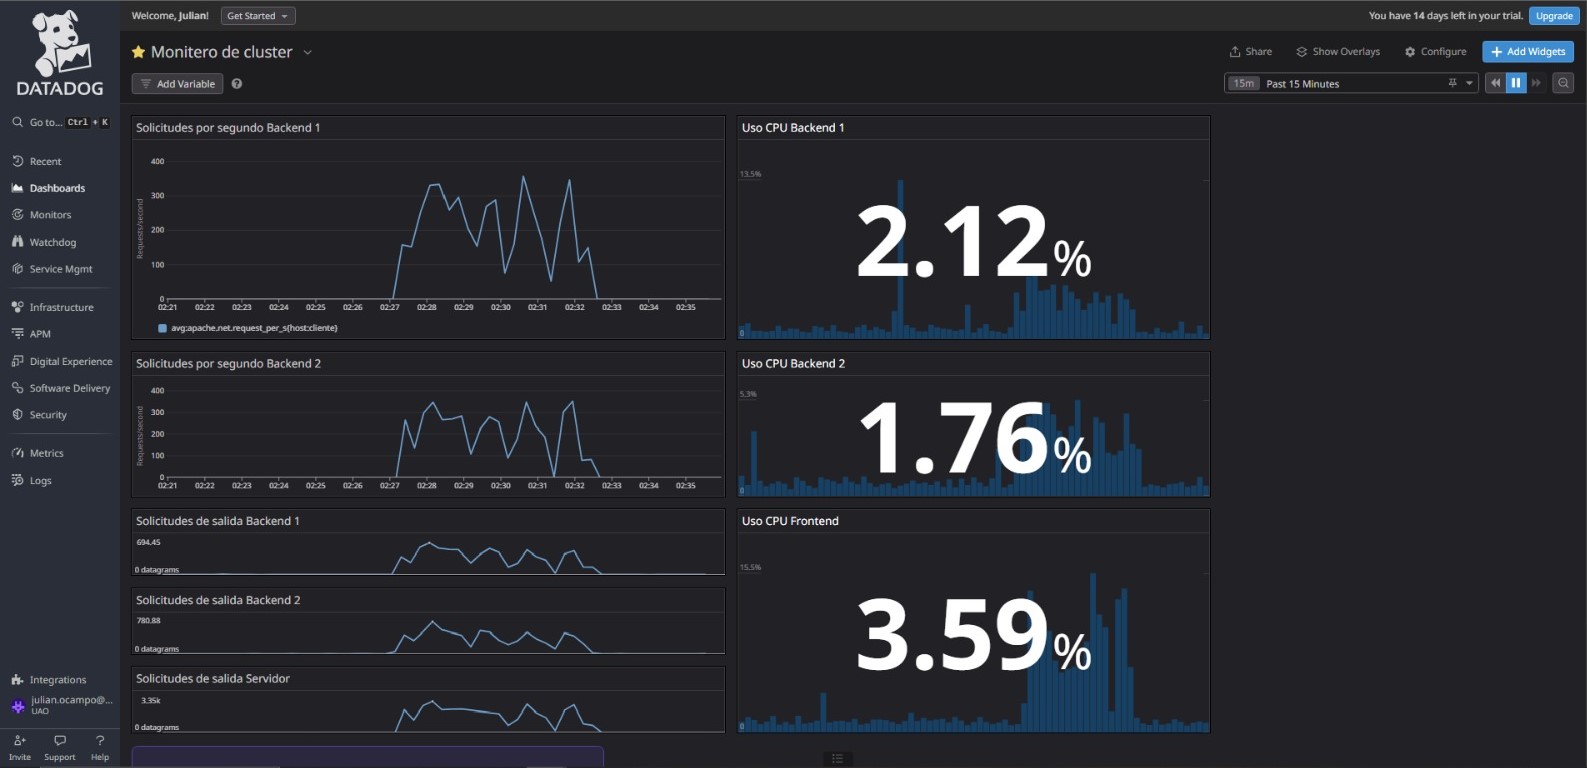 DATADOG
Go to... Ctrl + K
Recent
Dashboards
Monitors
Watchdog
Service Mgmt
Infrastructure
APM
Digital Experience
Software Delivery
Security
Metrics
Logs
Integrations
julian.ocampo@...
UAO
Invite Support Help
Welcome, Julian! Get Started
You have 14 days left in your trial. Upgrade
Monitero de cluster
Share Show Overlays Configure + Add Widgets
Add Variable ?
15m Past 15 Minutes
Solicitudes por segundo Backend 1
Requests/second
400
300
200
100
0
02:21 02:22 02:23 02:24 02:25 02:26 02:27 02:28 02:29 02:30 02:31 02:32 02:33 02:34 02:35
avg:apache.net.request_per_s{host:cliente}
Uso CPU Backend 1
13.5%
2.12%
0
Solicitudes por segundo Backend 2
Requests/second
400
300
200
100
0
02:21 02:22 02:23 02:24 02:25 02:26 02:27 02:28 02:29 02:30 02:31 02:32 02:33 02:34 02:35
Uso CPU Backend 2
5.3%
1.76%
0
Solicitudes de salida Backend 1
694.45
0 datagrams
Solicitudes de salida Backend 2
780.88
0 datagrams
Solicitudes de salida Servidor
3.35k
0 datagrams
Uso CPU Frontend
15.5%
3.59%
0